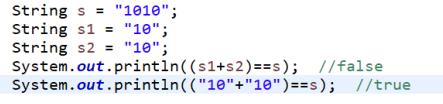 String s = "1010";
String s1 = "10";
String s2 = "10";
System.out.println((s1+s2)==s);  //false
System.out.println(("10"+"10")==s);  //true